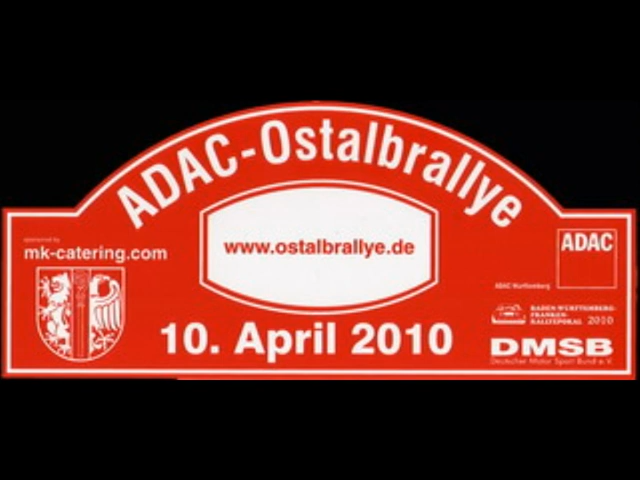 ADAC-Ostalbrallye
www.ostalbrallye.de
sponsored by
mk-catering.com
ADAC
ADAC Württemberg
BADEN-WÜRTTEMBERG-
FRANKEN-
RALLYEPOKAL 2010
10. April 2010
DMSB
Deutscher Motor Sport Bund e.V.